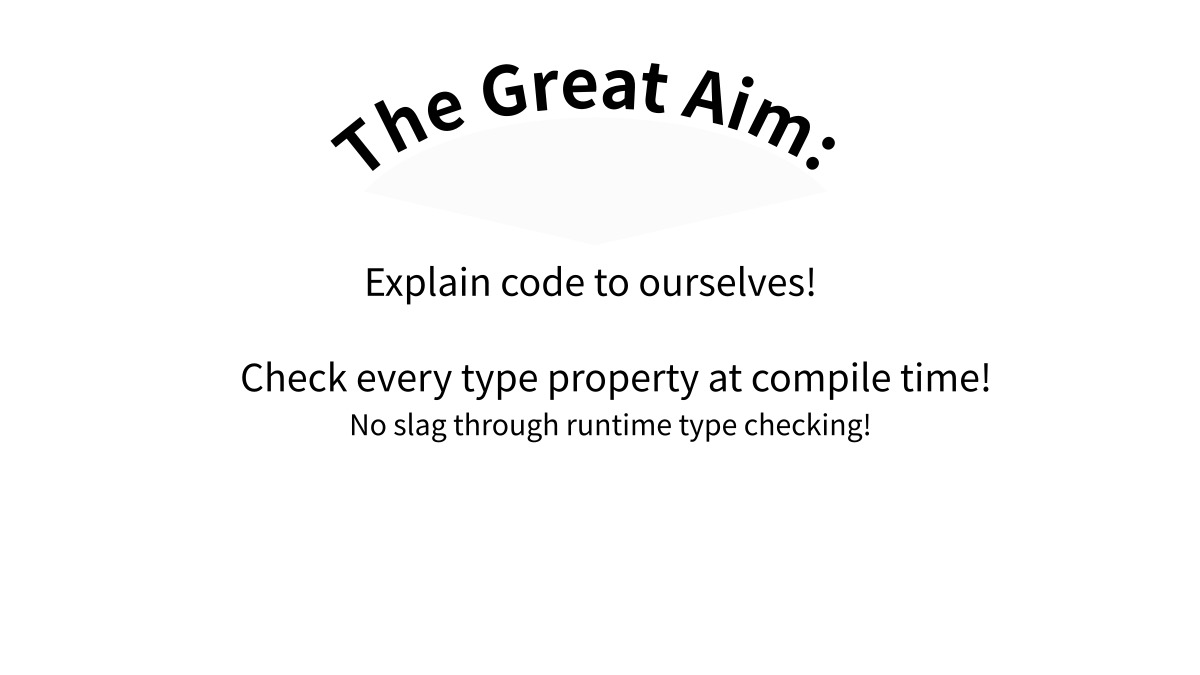 The Great Aim:
Explain code to ourselves!
Check every type property at compile time!
No slag through runtime type checking!